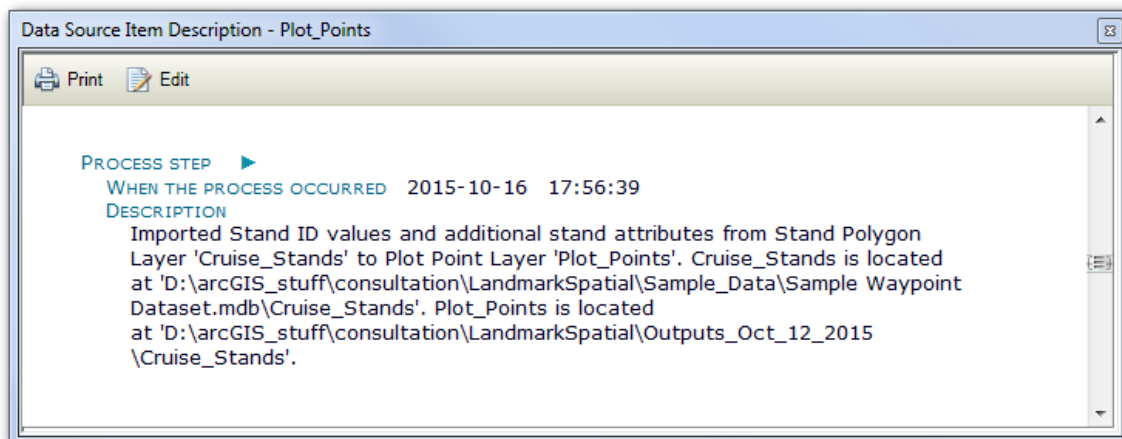 Data Source Item Description - Plot_Points
Print Edit
PROCESS STEP ►
WHEN THE PROCESS OCCURRED 2015-10-16 17:56:39
DESCRIPTION
Imported Stand ID values and additional stand attributes from Stand Polygon
Layer 'Cruise_Stands' to Plot Point Layer 'Plot_Points'. Cruise_Stands is located
at 'D:\arcGIS_stuff\consultation\LandmarkSpatial\Sample_Data\Sample Waypoint
Dataset.mdb\Cruise_Stands'. Plot_Points is located
at 'D:\arcGIS_stuff\consultation\LandmarkSpatial\Outputs_Oct_12_2015
\Cruise_Stands'.